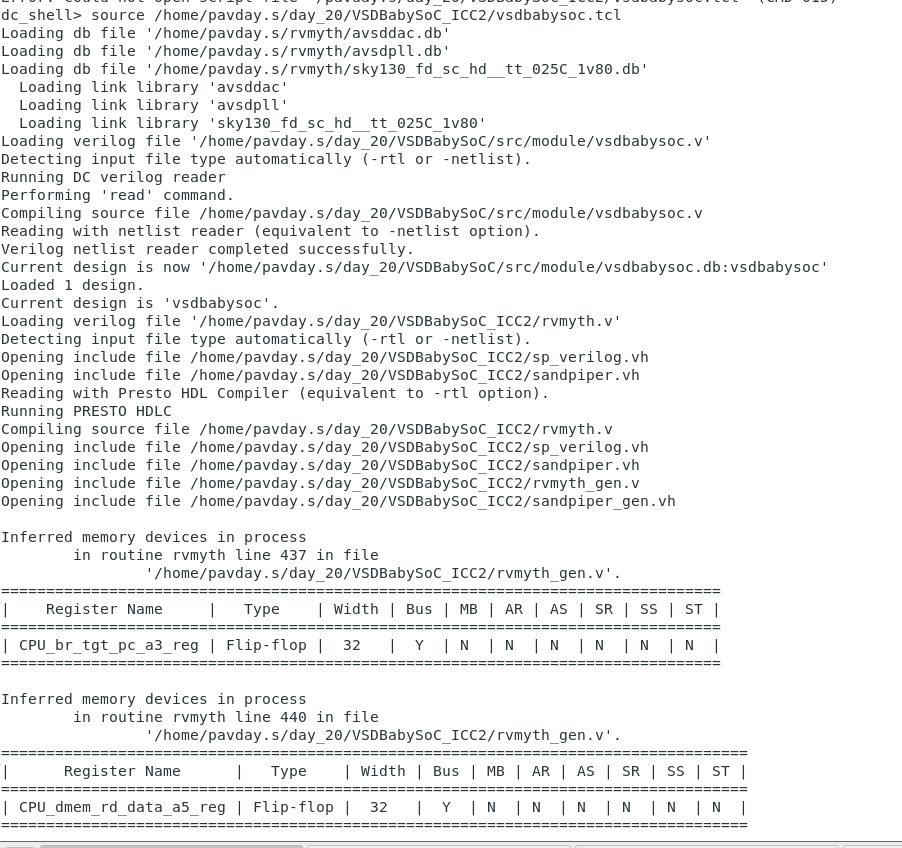 dc_shell> source /home/pavday.s/day_20/VSDBabySoC_ICC2/vsdbabysoc.tcl
Loading db file '/home/pavday.s/rvmyth/avsddac.db'
Loading db file '/home/pavday.s/rvmyth/avsdpll.db'
Loading db file '/home/pavday.s/rvmyth/sky130_fd_sc_hd__tt_025C_1v80.db'
  Loading link library 'avsddac'
  Loading link library 'avsdpll'
  Loading link library 'sky130_fd_sc_hd__tt_025C_1v80'
Loading verilog file '/home/pavday.s/day_20/VSDBabySoC/src/module/vsdbabysoc.v'
Detecting input file type automatically (-rtl or -netlist).
Running DC verilog reader
Performing 'read' command.
Compiling source file /home/pavday.s/day_20/VSDBabySoC/src/module/vsdbabysoc.v
Reading with netlist reader (equivalent to -netlist option).
Verilog netlist reader completed successfully.
Current design is now '/home/pavday.s/day_20/VSDBabySoC/src/module/vsdbabysoc.db:vsdbabysoc'
Loaded 1 design.
Current design is 'vsdbabysoc'.
Loading verilog file '/home/pavday.s/day_20/VSDBabySoC_ICC2/rvmyth.v'
Detecting input file type automatically (-rtl or -netlist).
Opening include file /home/pavday.s/day_20/VSDBabySoC_ICC2/sp_verilog.vh
Opening include file /home/pavday.s/day_20/VSDBabySoC_ICC2/sandpiper.vh
Reading with Presto HDL Compiler (equivalent to -rtl option).
Running PRESTO HDLC
Compiling source file /home/pavday.s/day_20/VSDBabySoC_ICC2/rvmyth.v
Opening include file /home/pavday.s/day_20/VSDBabySoC_ICC2/sp_verilog.vh
Opening include file /home/pavday.s/day_20/VSDBabySoC_ICC2/sandpiper.vh
Opening include file /home/pavday.s/day_20/VSDBabySoC_ICC2/rvmyth_gen.v
Opening include file /home/pavday.s/day_20/VSDBabySoC_ICC2/sandpiper_gen.vh

Inferred memory devices in process
        in routine rvmyth line 437 in file
                '/home/pavday.s/day_20/VSDBabySoC_ICC2/rvmyth_gen.v'.
================================================================================
|    Register Name     |   Type    | Width | Bus | MB | AR | AS | SR | SS | ST |
================================================================================
| CPU_br_tgt_pc_a3_reg | Flip-flop |  32   |  Y  | N  | N  | N  | N  | N  | N  |
================================================================================

Inferred memory devices in process
        in routine rvmyth line 440 in file
                '/home/pavday.s/day_20/VSDBabySoC_ICC2/rvmyth_gen.v'.
===================================================================================
|      Register Name      |   Type    | Width | Bus | MB | AR | AS | SR | SS | ST |
===================================================================================
| CPU_dmem_rd_data_a5_reg | Flip-flop |  32   |  Y  | N  | N  | N  | N  | N  | N  |
===================================================================================